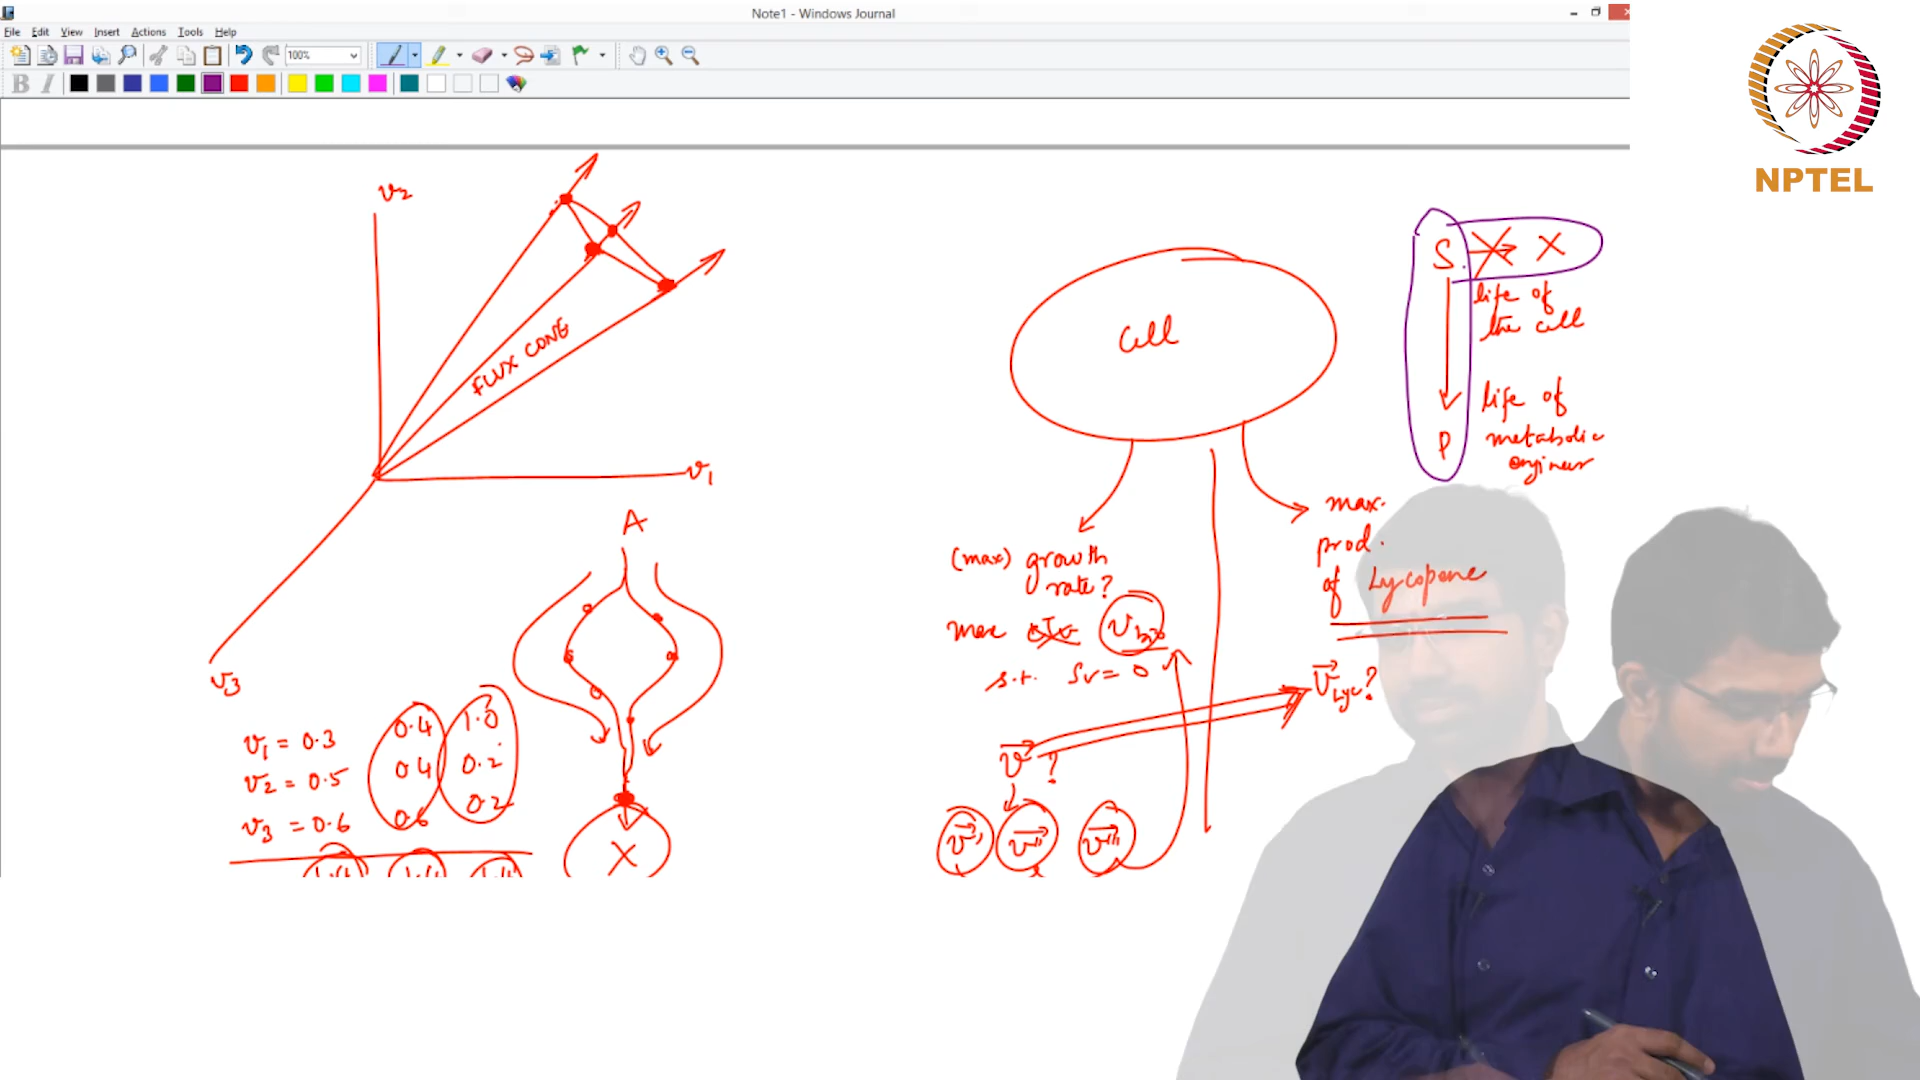 Note1 - Windows Journal
File Edit View Insert Actions Tools Help
100%
B I
NPTEL
v2
FLUX CONE
v1
v3
A
X
v1 = 0.3 0.4 1.0
v2 = 0.5 0.4 0.2
v3 = 0.6 0.6 0.2
Cell
(max) growth
rate?
max
s.t. Sv = 0
v ?
v' v'' v'''
max.
prod.
of Lycopene
vLyc?
S X
life of
the cell
P
life of
metabolic
engineer